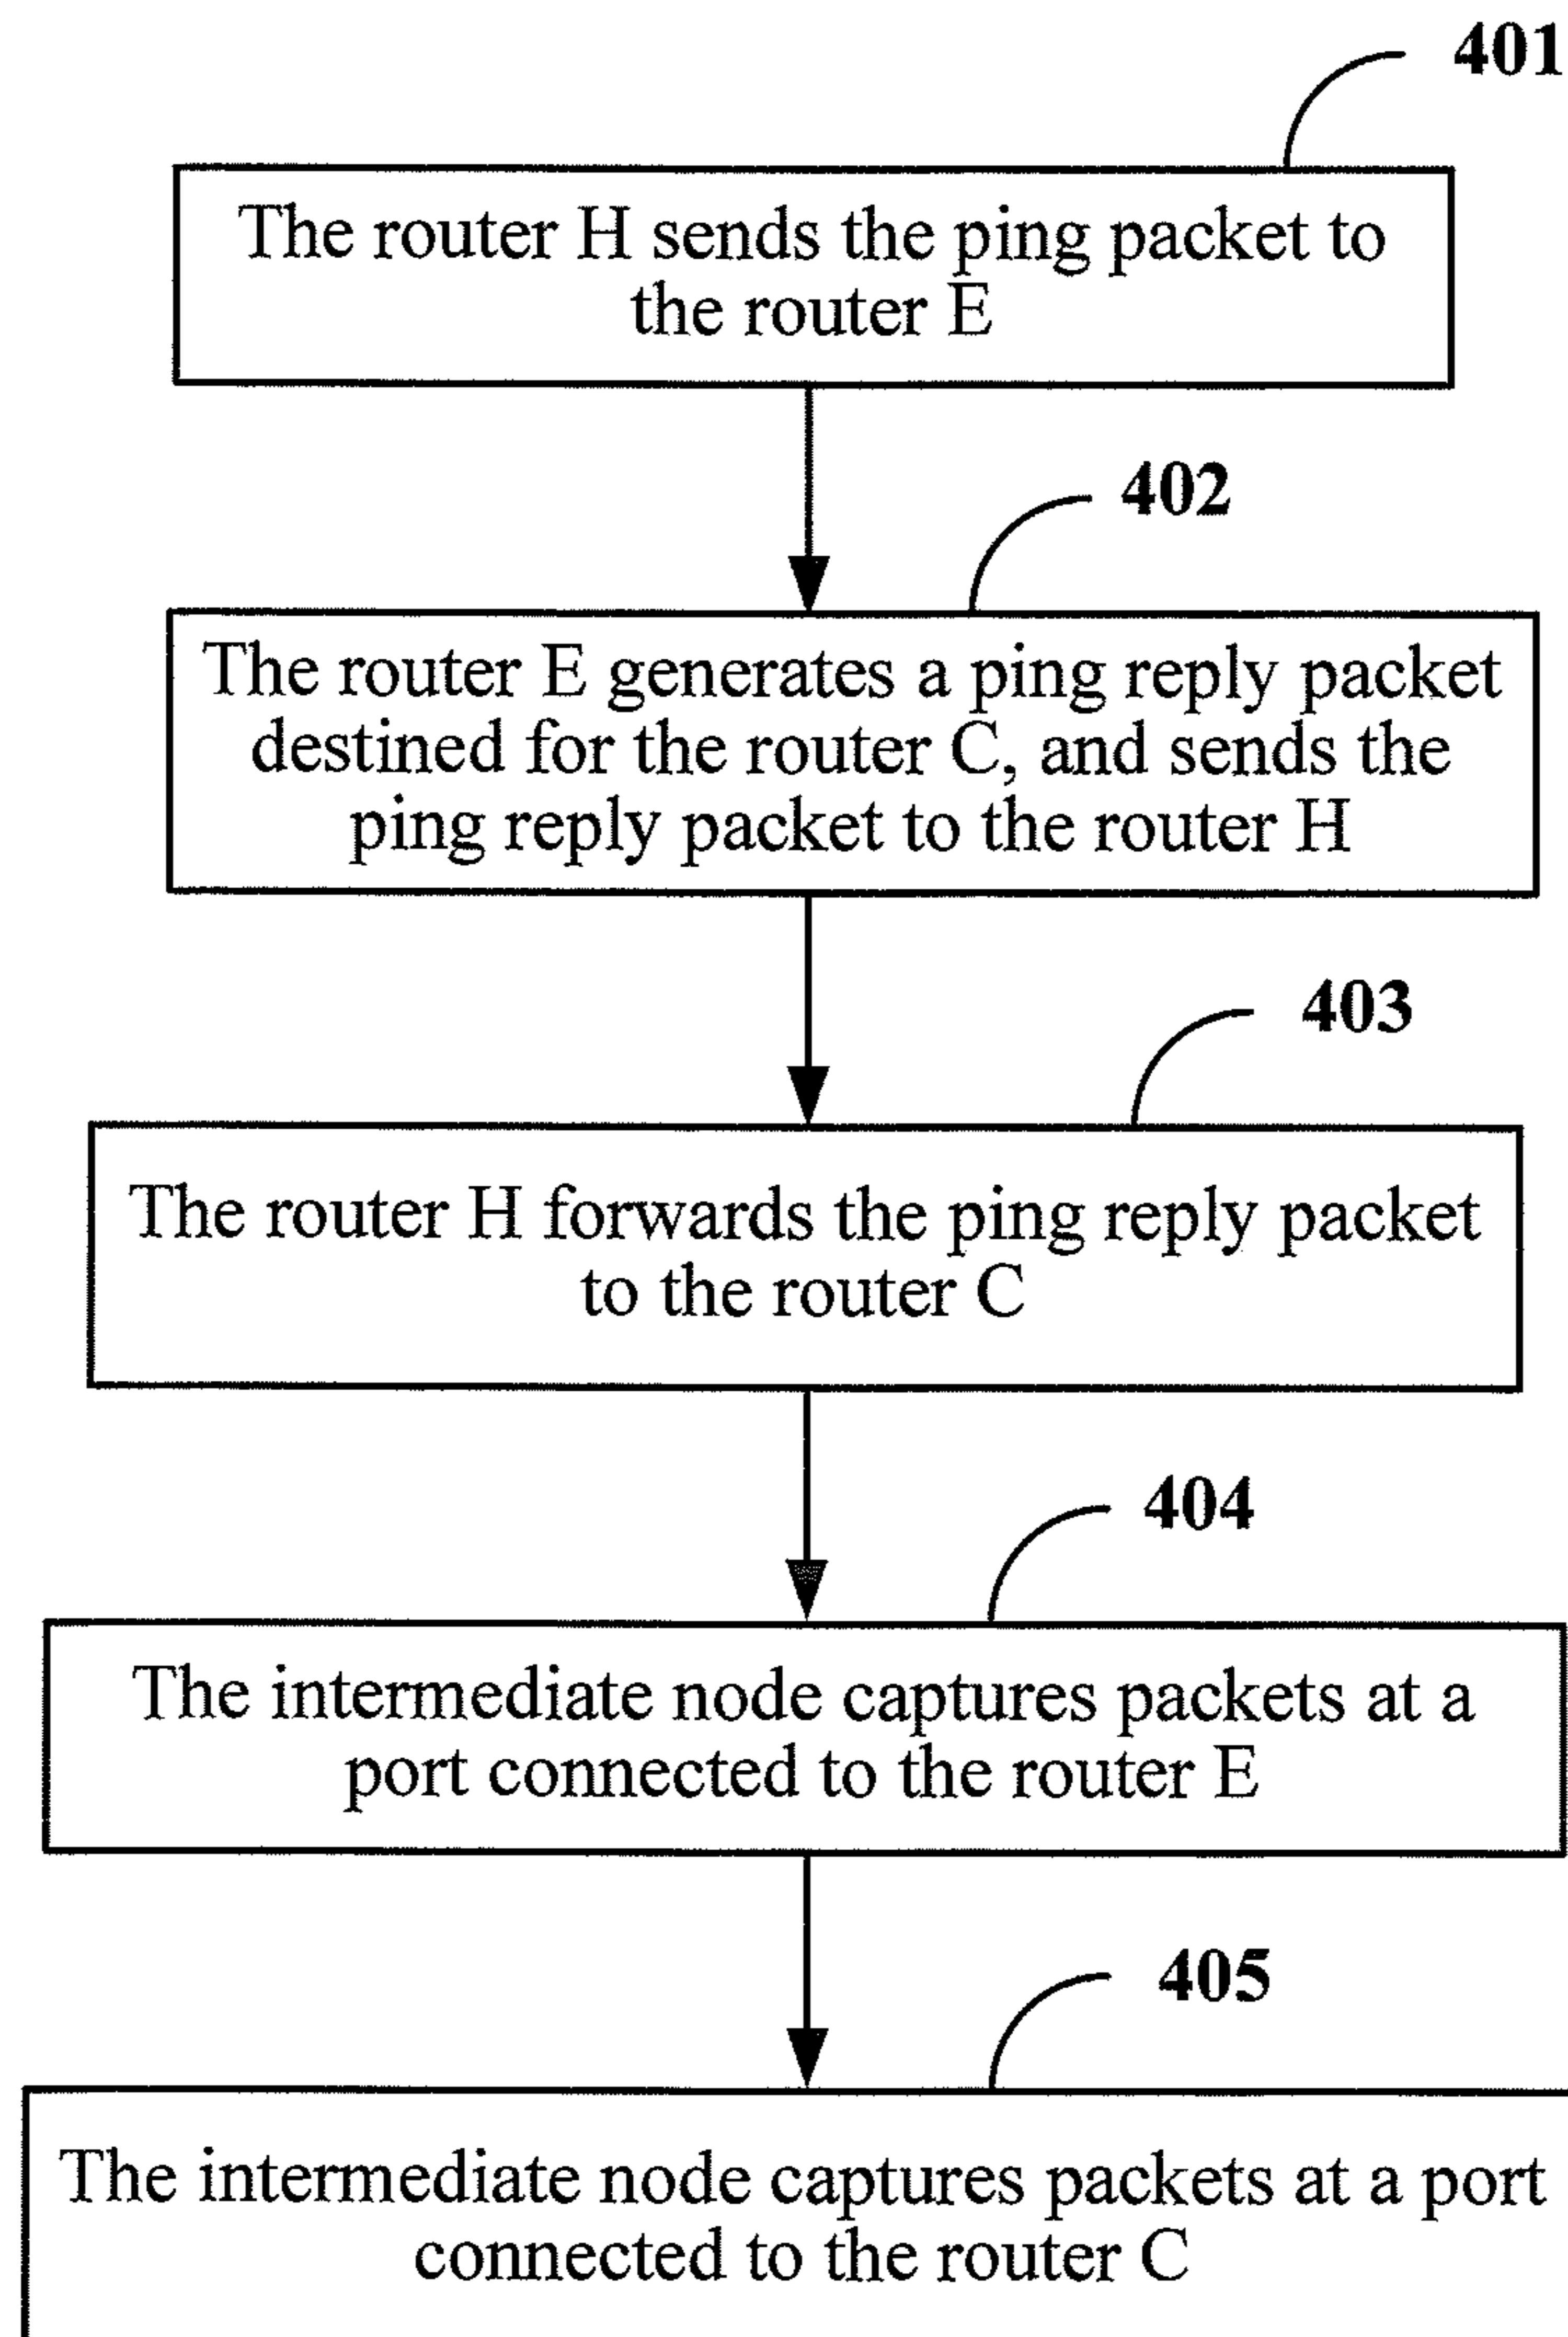 401
The router H sends the ping packet to
the router E
402
The router E generates a ping reply packet
destined for the router C, and sends the
ping reply packet to the router H
403
The router H forwards the ping reply packet
to the router C
404
The intermediate node captures packets at a
port connected to the router E
405
The intermediate node captures packets at a port
connected to the router C